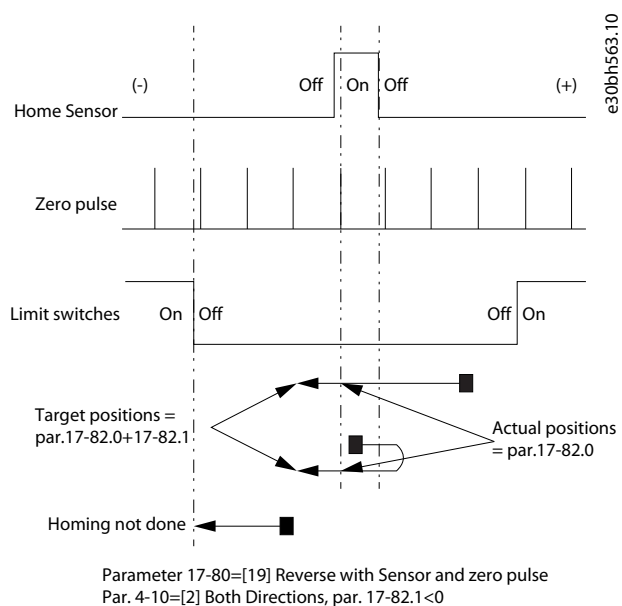 e30bh563.10
(-) Off On Off (+)
Home Sensor
Zero pulse
Limit switches On Off Off On
Target positions =
par.17-82.0+17-82.1
Actual positions
= par.17-82.0
Homing not done
Parameter 17-80=[19] Reverse with Sensor and zero pulse
Par. 4-10=[2] Both Directions, par. 17-82.1<0